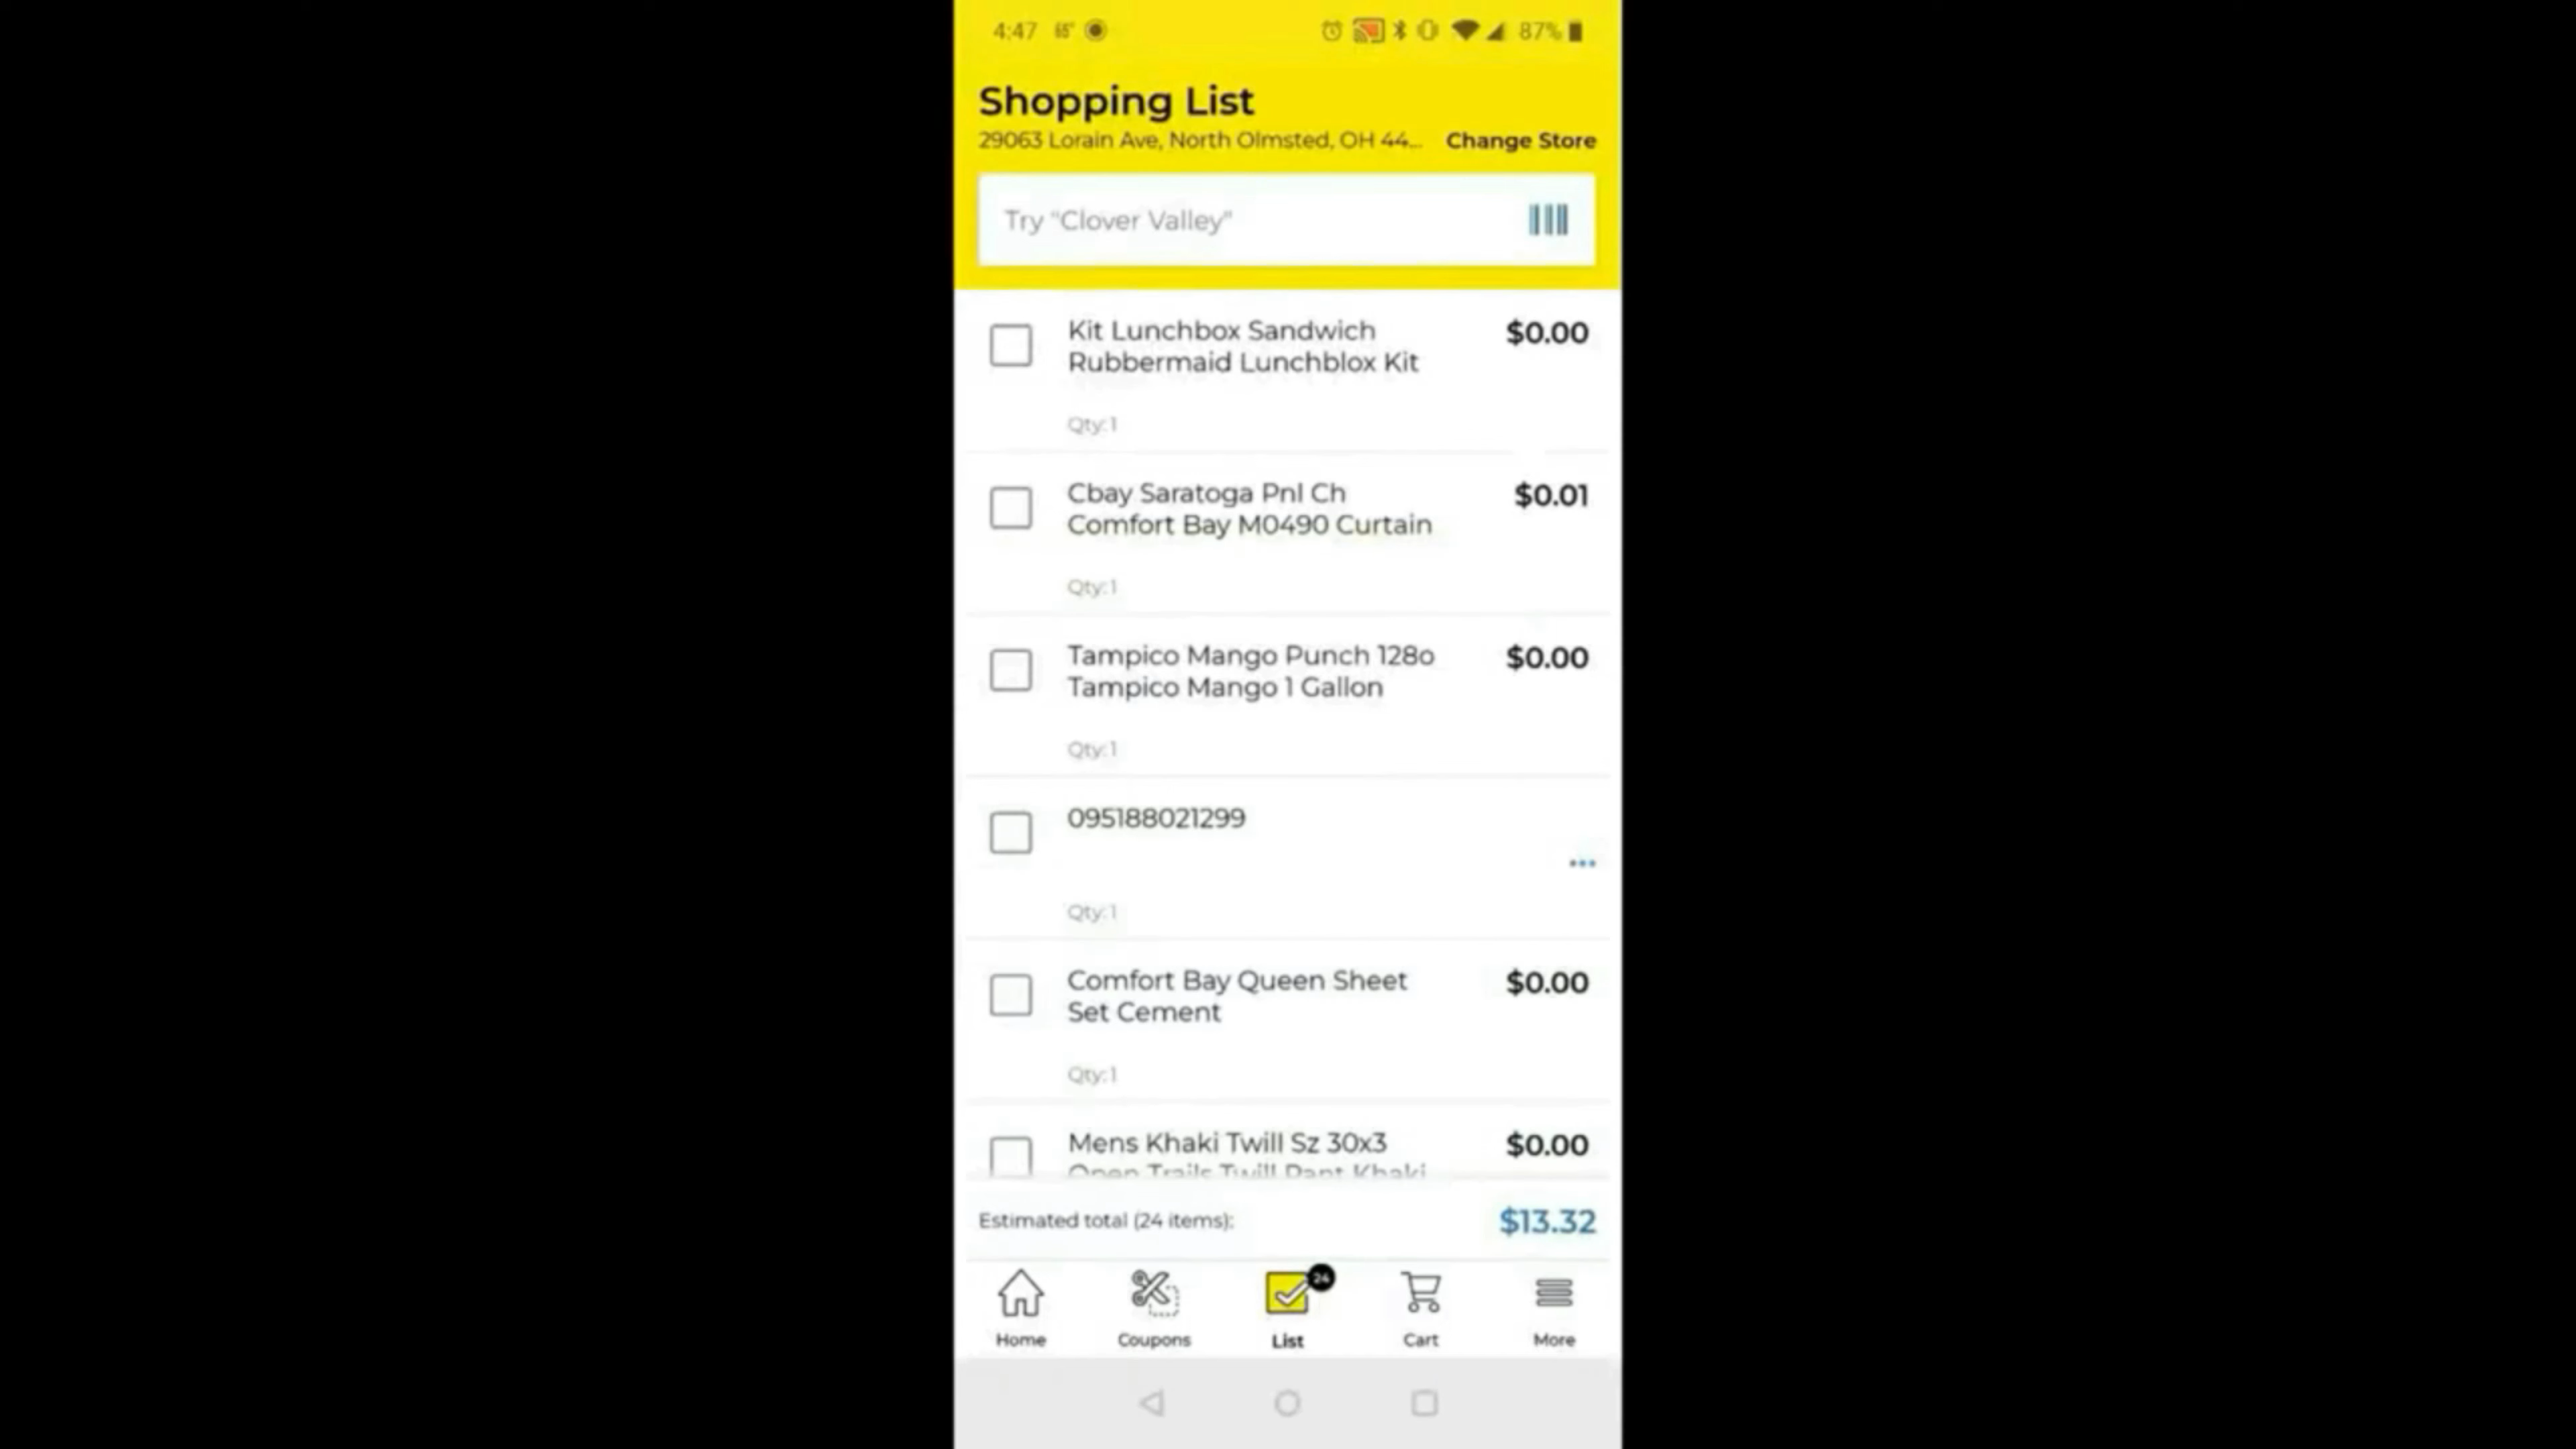 4:47 65° 87%
Shopping List
29063 Lorain Ave, North Olmsted, OH 44... Change Store
Try "Clover Valley"
Kit Lunchbox Sandwich $0.00
Rubbermaid Lunchblox Kit
Qty:1
Cbay Saratoga Pnl Ch $0.01
Comfort Bay M0490 Curtain
Qty:1
Tampico Mango Punch 128o $0.00
Tampico Mango 1 Gallon
Qty:1
095188021299
...
Qty:1
Comfort Bay Queen Sheet $0.00
Set Cement
Qty:1
Mens Khaki Twill Sz 30x3 $0.00
Open Trails Twill Pant Khaki
Estimated total (24 items): $13.32
24
Home Coupons List Cart More